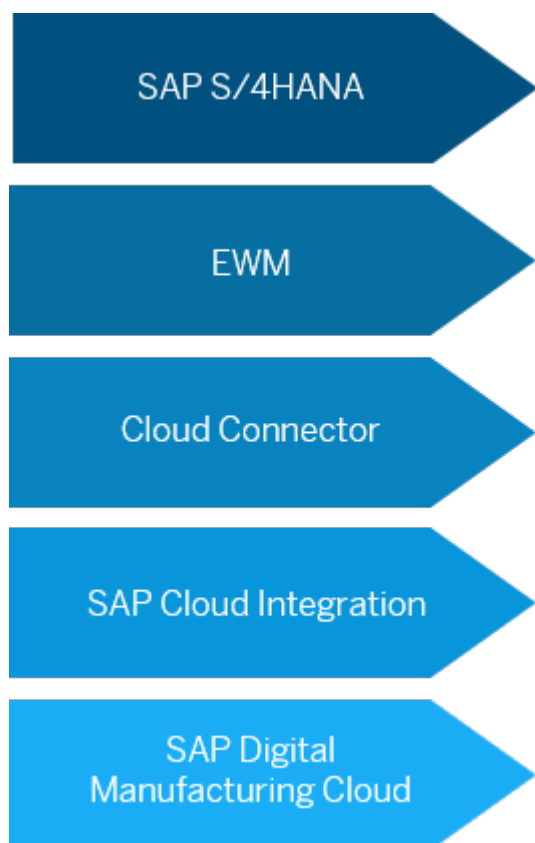 SAP S/4HANA
EWM
Cloud Connector
SAP Cloud Integration
SAP Digital
Manufacturing Cloud